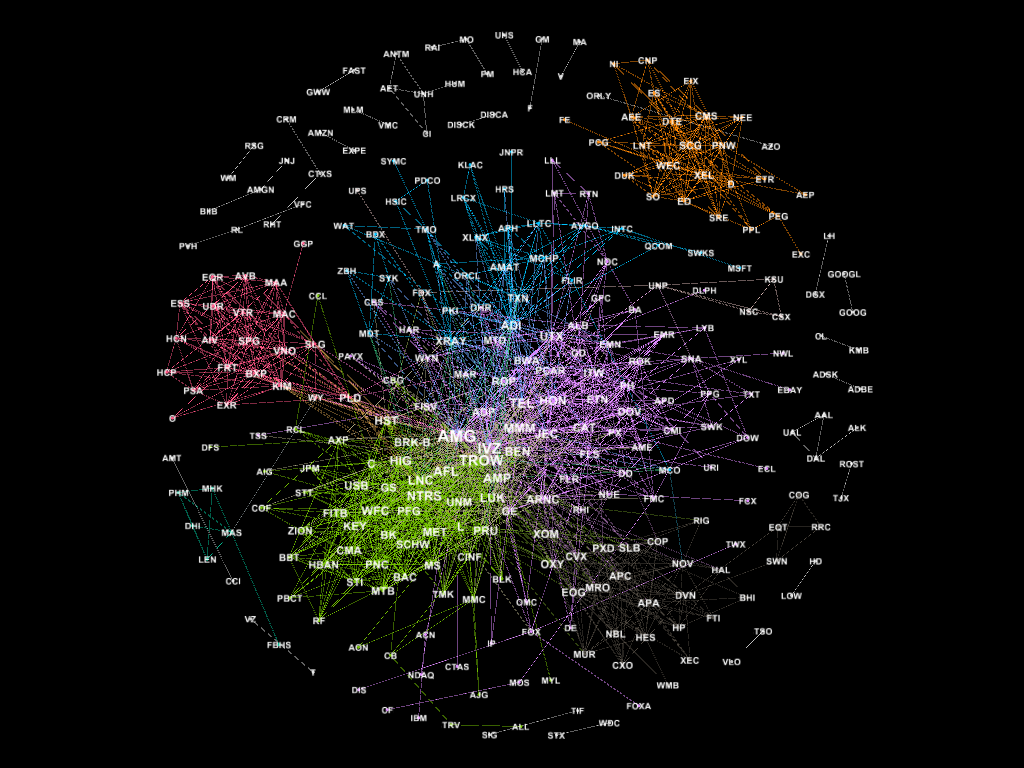 UHS
GM
MA
MO
RAI
ANTM
CNP
NI
FAST
PM
HCA
EIX
HUM
AET
UNH
GWW
V
ES
ORLY
F
MLM
DISCA
VMC
DISCK
CI
FE
AEE
DTE
CMS
NEE
CRM
AMZN
RSG
EXPE
JNPR
PCG
LNT
SCG
PNW
AZO
JNJ
SYMC
KLAC
LLL
WEC
CTXS
WM
PDCO
DUK
XEL
D
ETR
AMGN
UPS
HRS
LMT
RTN
HSIC
LRCX
SO
ED
AEP
VFC
BIIB
SRE
PEG
RHT
RL
WAT
BDX
TMO
XLNX
APH
LLTC
AVGO
INTC
PPL
LH
PVH
GGP
QCOM
SWKS
EXC
A
AMAT
MCHP
NDC
MSFT
EQR
AVB
MAA
ZBH
SYK
ORCL
FLIR
KSU
GOOGL
UNP
DLPH
ESS
UDR
CCL
CBS
FBX
PKI
DHR
TXN
GPC
DGX
VTR
MAC
BA
NSC
CSX
GOOG
HCN
AIV
SPG
SLG
MDT
HAR
XRAY
MTD
ADI
UTX
ALB
EMN
EMR
LYB
OL
VNO
PAYX
WYN
BWA
DD
KMB
HCP
FRT
BXP
MAR
PCAR
ITW
ROK
SNA
XYL
NWL
CBG
ROP
PH
ADSK
PSA
KIM
WY
PLD
ADBE
EXR
FISV
ADP
TEL
HON
ETN
DOV
APD
PPG
TXT
EBAY
O
HST
MMM
CAT
PX
SWK
AAL
TSS
RCL
AXP
BRK-B
AMG
JEC
CMI
DOW
UAL
ALK
DFS
IVZ
BEN
FLS
AME
AMT
AIG
JPM
C
HIG
TROW
DAL
ROST
AFL
AMP
FLR
DO
MCO
URI
ECL
PHM
MHK
STT
USB
GS
LNC
COF
NTRS
UNM
LUK
ARNC
NUE
FMC
FCX
COG
TJX
FITB
WFC
PFG
GE
RHI
RIG
DHI
MAS
ZION
KEY
BK
MET
L
PRU
XOM
EQT
RRC
SCHW
COP
TWX
BBT
HBAN
CMA
PNC
MS
CINF
OXY
CVX
PXD
SLB
NOV
HAL
SWN
HO
LEN
CCI
STI
BAC
BLK
APC
MRO
MTB
EOG
DVN
BHI
LOW
PBCT
TMK
MMC
OMC
APA
VZ
RF
FTI
ACN
FOX
DE
NBL
HES
HP
TSO
FBHS
AON
CB
IP
MUR
CXO
XEC
VLO
T
NDAQ
CTAS
MOS
MYL
WMB
DIS
AJG
CF
IBM
FOXA
TRV
ALL
TIF
WDC
SIG
STX